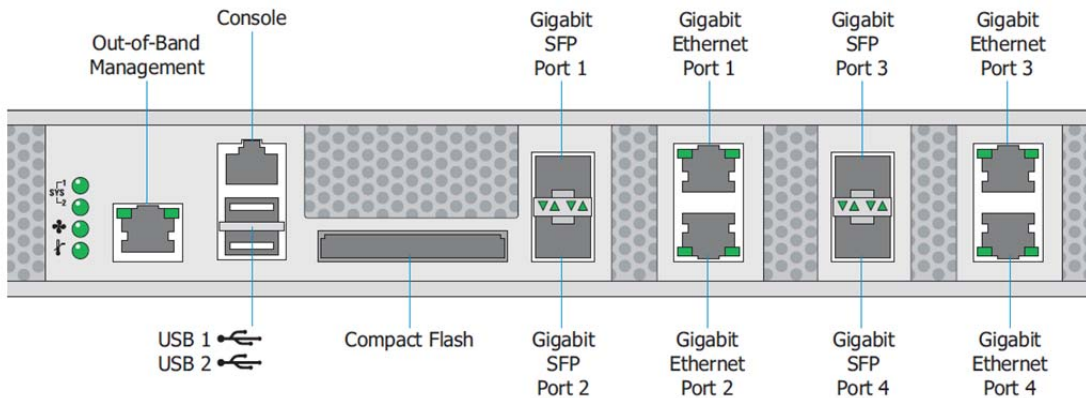 Console
Out-of-Band
Management
Gigabit
SFP
Port 1
Gigabit
Ethernet
Port 1
Gigabit
SFP
Port 3
Gigabit
Ethernet
Port 3
1
SYS
2
USB 1
USB 2
Compact Flash
Gigabit
SFP
Port 2
Gigabit
Ethernet
Port 2
Gigabit
SFP
Port 4
Gigabit
Ethernet
Port 4